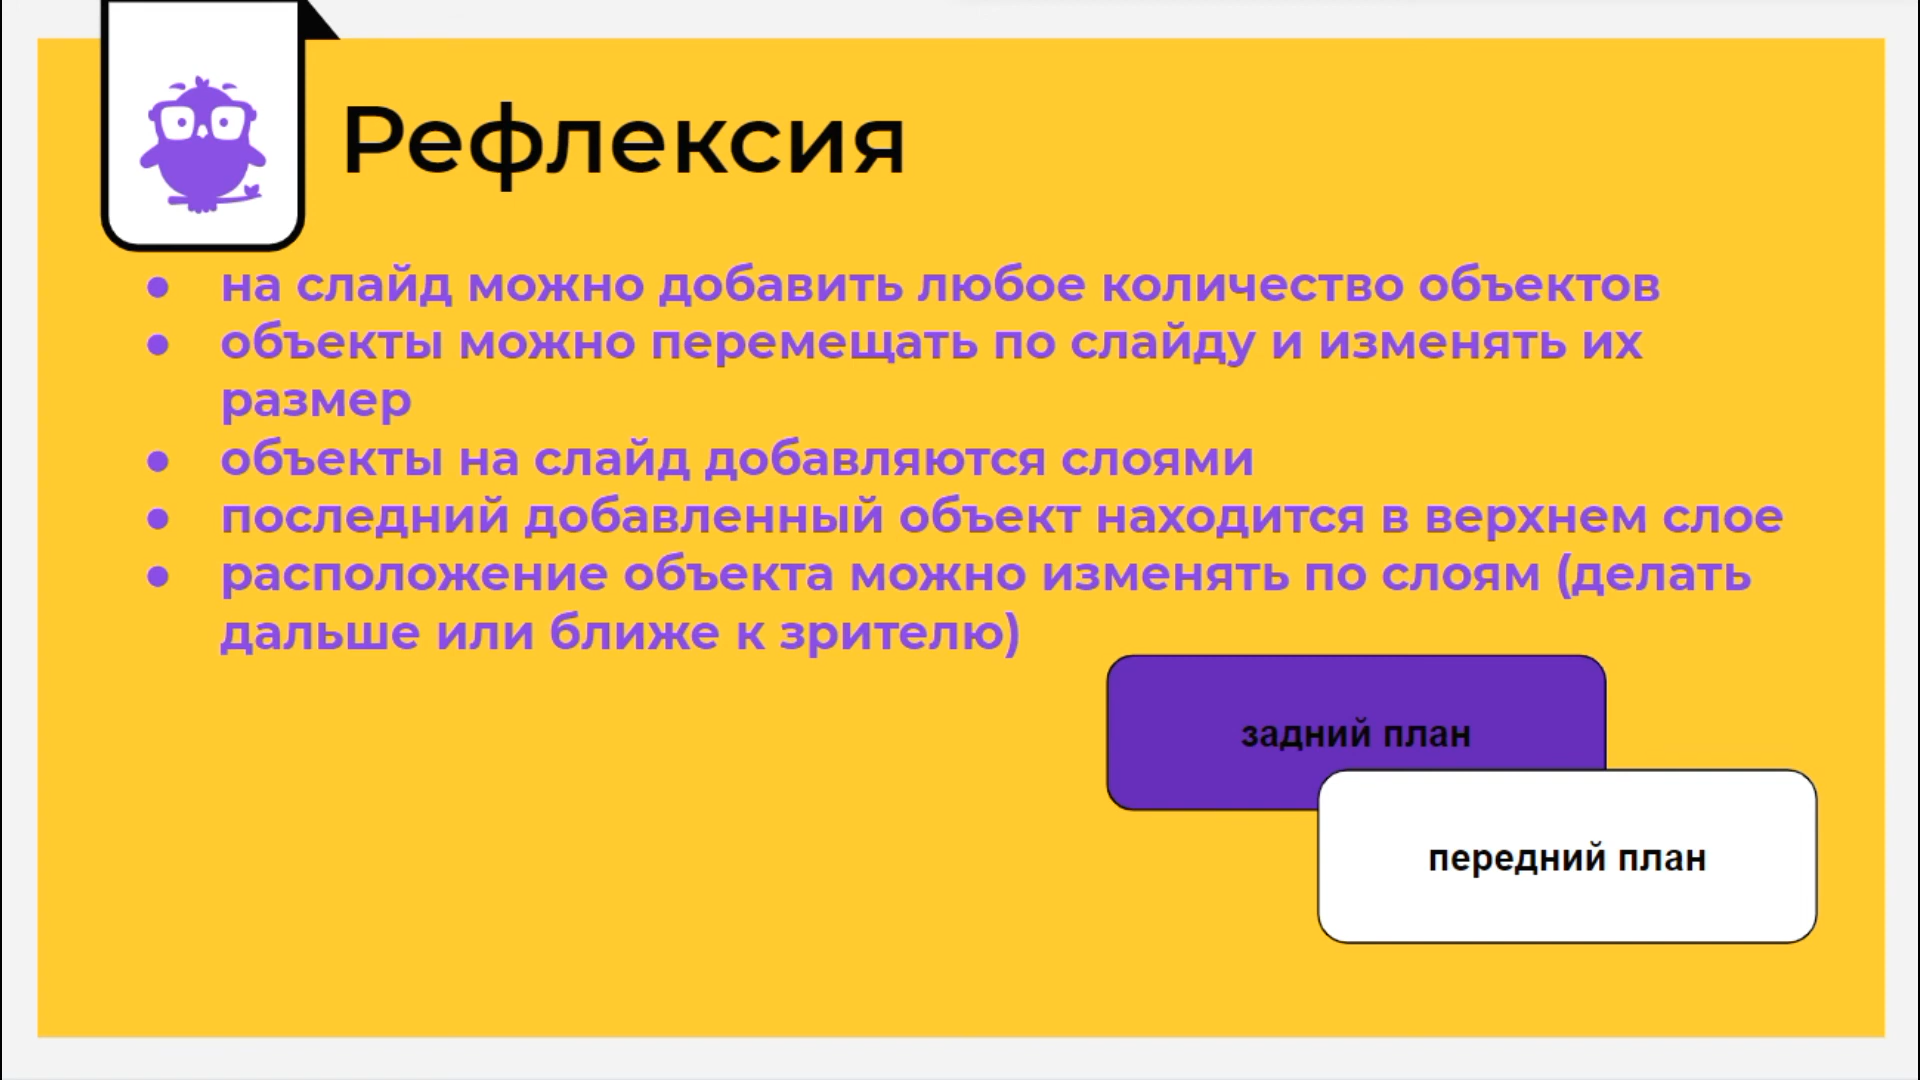 Рефлексия
● на слайд можно добавить любое количество объектов
● объекты можно перемещать по слайду и изменять их
размер
● объекты на слайд добавляются слоями
● последний добавленный объект находится в верхнем слое
● расположение объекта можно изменять по слоям (делать
дальше или ближе к зрителю)
задний план
передний план